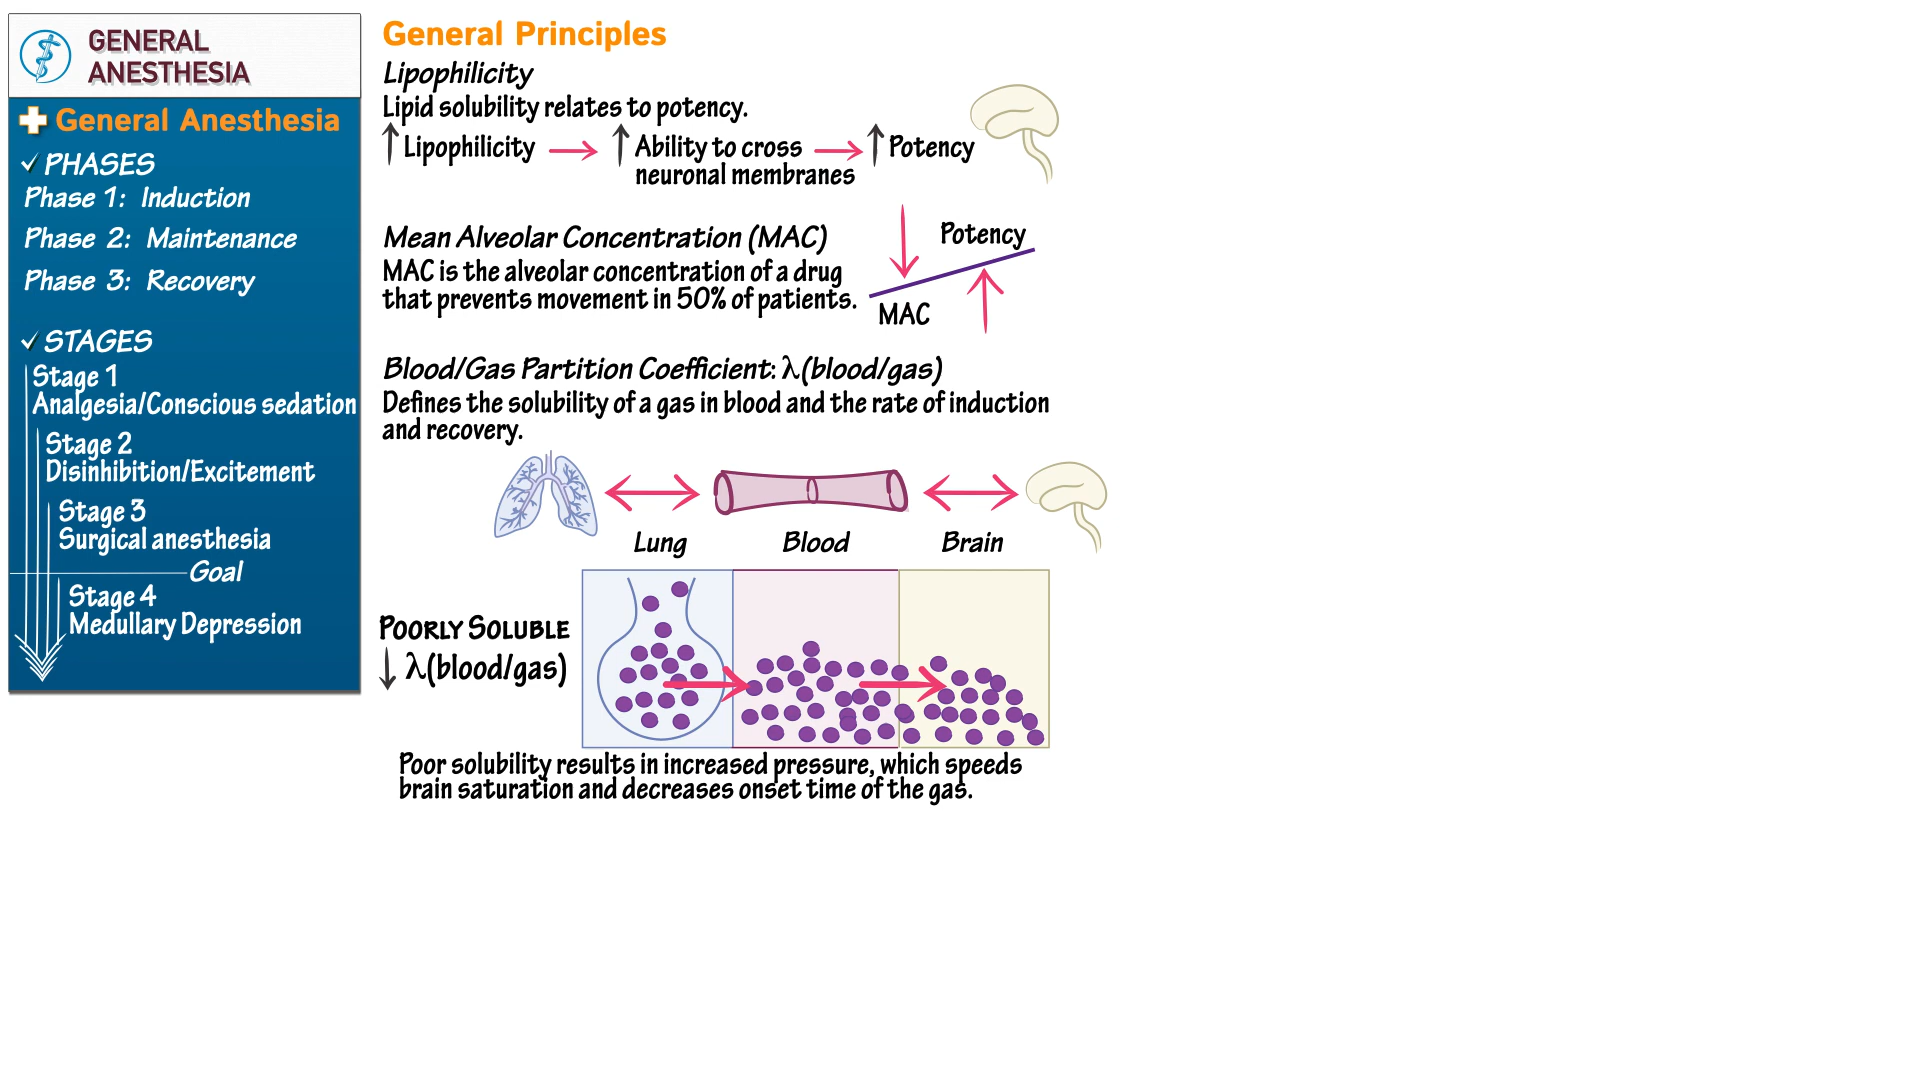 GENERAL
ANESTHESIA
General Anesthesia
✓ PHASES
Phase 1: Induction
Phase 2: Maintenance
Phase 3: Recovery
✓ STAGES
Stage 1
Analgesia/Conscious sedation
Stage 2
Disinhibition/Excitement
Stage 3
Surgical anesthesia
Goal
Stage 4
Medullary Depression
General Principles
Lipophilicity
Lipid solubility relates to potency.
↑ Lipophilicity → ↑ Ability to cross → ↑ Potency
neuronal membranes
Mean Alveolar Concentration (MAC)
MAC is the alveolar concentration of a drug
that prevents movement in 50% of patients.
Potency
MAC
Blood/Gas Partition Coefficient: λ(blood/gas)
Defines the solubility of a gas in blood and the rate of induction
and recovery.
Lung Blood Brain
POORLY SOLUBLE
↓ λ(blood/gas)
Poor solubility results in increased pressure, which speeds
brain saturation and decreases onset time of the gas.